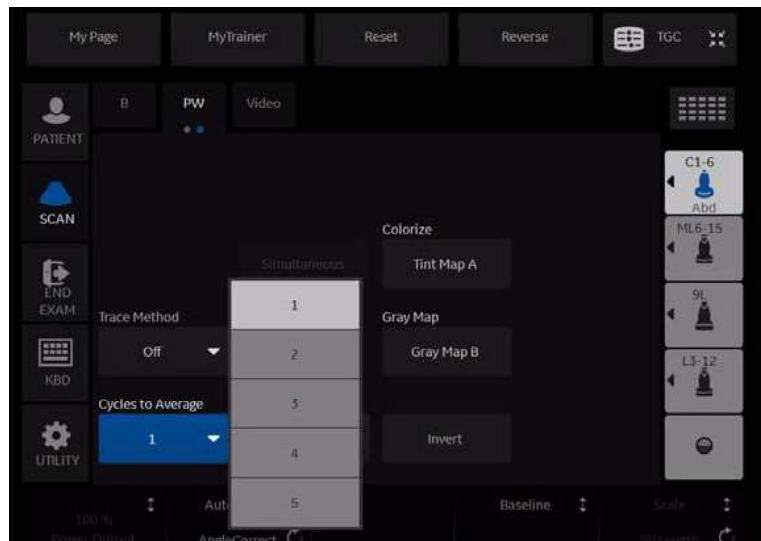 My Page
MyTrainer
Reset
Reverse
TGC
B
PW
Video
PATIENT
C1-6
Abd
SCAN
ML6-15
Colorize
Simultaneous
Tint Map A
END
EXAM
1
9L
Trace Method
Gray Map
Off
2
Gray Map B
L3-12
KBD
Cycles to Average
3
1
4
Invert
UTILITY
5
Auto
Baseline
Scale
100 %
Power Output
AngleCorrect